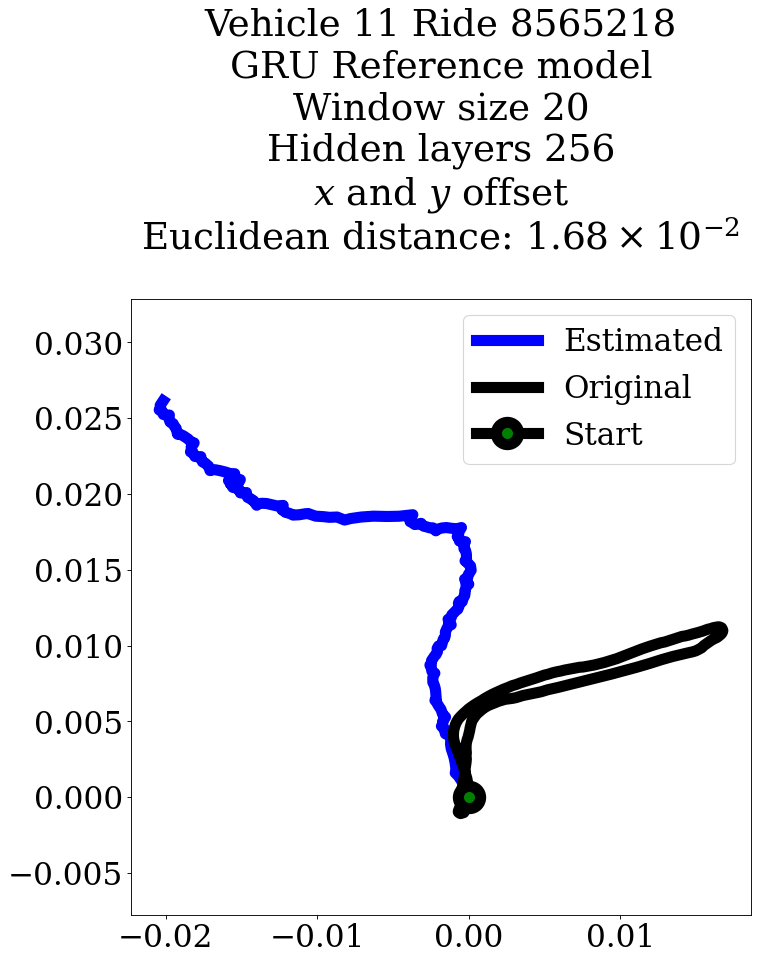 Vehicle 11 Ride 8565218
GRU Reference model
Window size 20
Hidden layers 256
x and y offset
Euclidean distance: 1.68 × 10⁻²
Estimated
Original
Start
0.030
0.025
0.020
0.015
0.010
0.005
0.000
−0.005
−0.02 −0.01 0.00 0.01